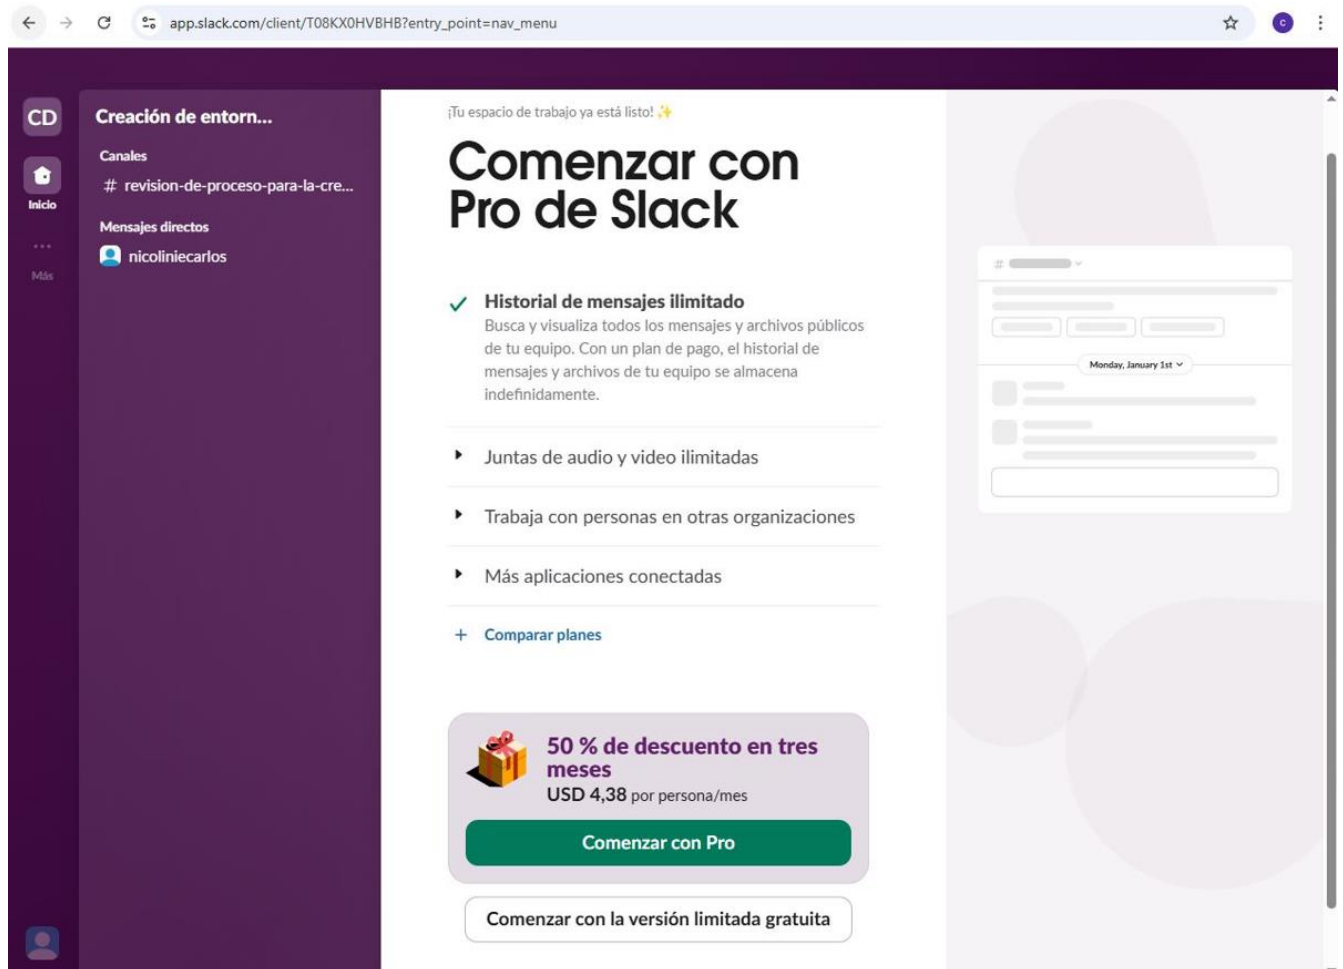 app.slack.com/client/T08KX0HVBHB?entry_point=nav_menu
C
CD
Inicio
Más
Creación de entorn...
Canales
# revision-de-proceso-para-la-cre...
Mensajes directos
nicoliniecarlos
¡Tu espacio de trabajo ya está listo! ✨
Comenzar con
Pro de Slack
Historial de mensajes ilimitado
Busca y visualiza todos los mensajes y archivos públicos
de tu equipo. Con un plan de pago, el historial de
mensajes y archivos de tu equipo se almacena
indefinidamente.
Juntas de audio y video ilimitadas
Trabaja con personas en otras organizaciones
Más aplicaciones conectadas
+ Comparar planes
50 % de descuento en tres
meses
USD 4,38 por persona/mes
Comenzar con Pro
Comenzar con la versión limitada gratuita
#
Monday, January 1st